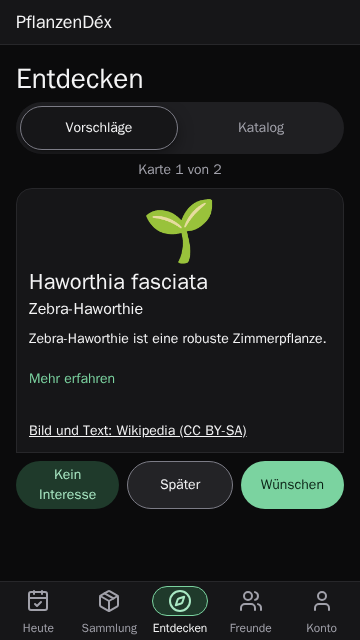 PflanzenDéx
Entdecken
Vorschläge
Katalog
Karte 1 von 2
Haworthia fasciata
Zebra-Haworthie
Zebra-Haworthie ist eine robuste Zimmerpflanze.
Mehr erfahren
Bild und Text: Wikipedia (CC BY-SA)
Kein
Interesse
Später
Wünschen
Heute
Sammlung
Entdecken
Freunde
Konto